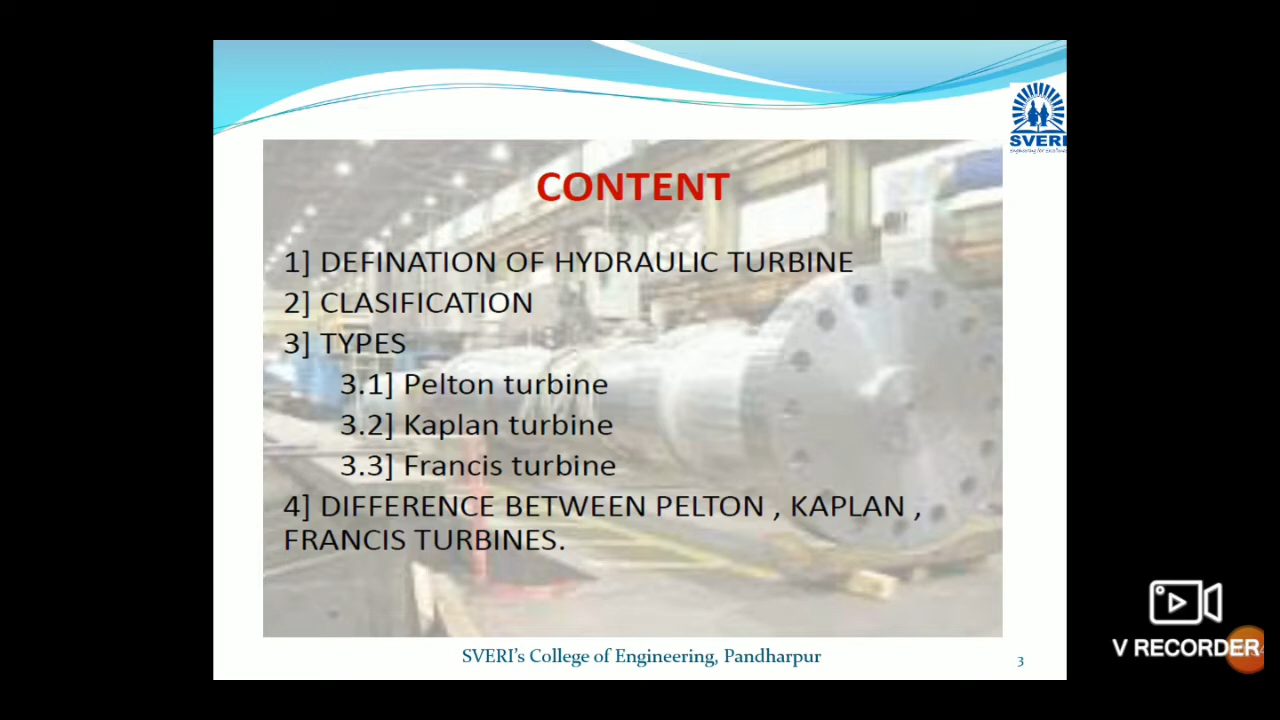 SVERI
CONTENT
1] DEFINATION OF HYDRAULIC TURBINE
2] CLASIFICATION
3] TYPES
3.1] Pelton turbine
3.2] Kaplan turbine
3.3] Francis turbine
4] DIFFERENCE BETWEEN PELTON , KAPLAN ,
FRANCIS TURBINES.
SVERI's College of Engineering, Pandharpur
3
V RECORDER